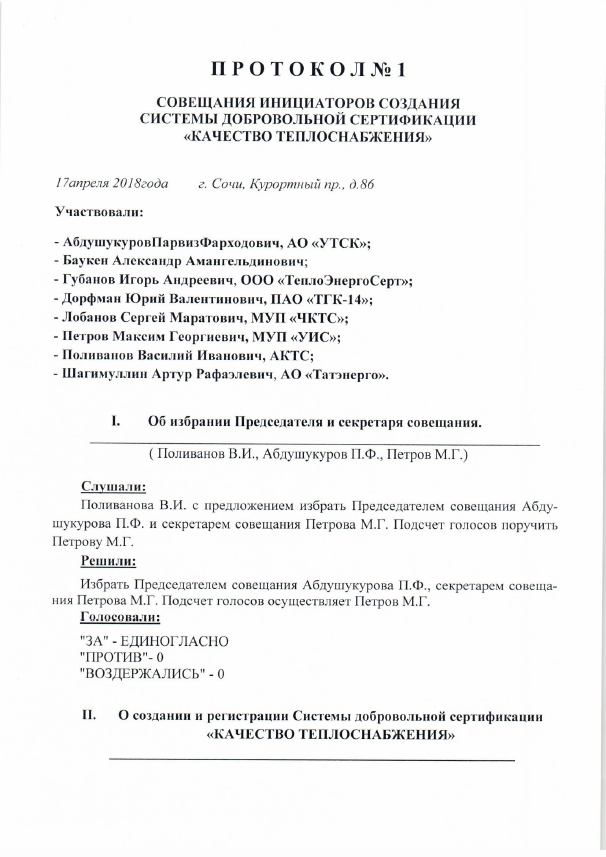 П Р О Т О К О Л № 1
СОВЕЩАНИЯ ИНИЦИАТОРОВ СОЗДАНИЯ
СИСТЕМЫ ДОБРОВОЛЬНОЙ СЕРТИФИКАЦИИ
«КАЧЕСТВО ТЕПЛОСНАБЖЕНИЯ»
17апреля 2018года г. Сочи, Курортный пр., д.86
Участвовали:
- АбдушукуровПарвизФарходович, АО «УТСК»;
- Баукен Александр Амангельдинович;
- Губанов Игорь Андреевич, ООО «ТеплоЭнергоСерт»;
- Дорфман Юрий Валентинович, ПАО «ТГК-14»;
- Лобанов Сергей Маратович, МУП «ЧКТС»;
- Петров Максим Георгиевич, МУП «УИС»;
- Поливанов Василий Иванович, АКТС;
- Шагимуллин Артур Рафаэлевич, АО «Татэнерго».
I. Об избрании Председателя и секретаря совещания.
( Поливанов В.И., Абдушукуров П.Ф., Петров М.Г.)
Слушали:
Поливанова В.И. с предложением избрать Председателем совещания Абду-
шукурова П.Ф. и секретарем совещания Петрова М.Г. Подсчет голосов поручить
Петрову М.Г.
Решили:
Избрать Председателем совещания Абдушукурова П.Ф., секретарем совеща-
ния Петрова М.Г. Подсчет голосов осуществляет Петров М.Г.
Голосовали:
"ЗА" - ЕДИНОГЛАСНО
"ПРОТИВ"- 0
"ВОЗДЕРЖАЛИСЬ" - 0
II. О создании и регистрации Системы добровольной сертификации
«КАЧЕСТВО ТЕПЛОСНАБЖЕНИЯ»